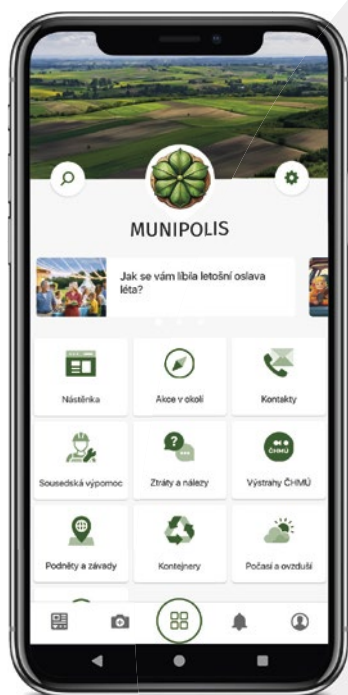 MUNIPOLIS
Jak se vám líbila letošní oslava
léta?
Nástěnka
Akce v okolí
Kontakty
Sousedská výpomoc
Ztráty a nálezy
ČHMÚ
Výstrahy ČHMÚ
Podněty a závady
Kontejnery
Počasí a ovzduší